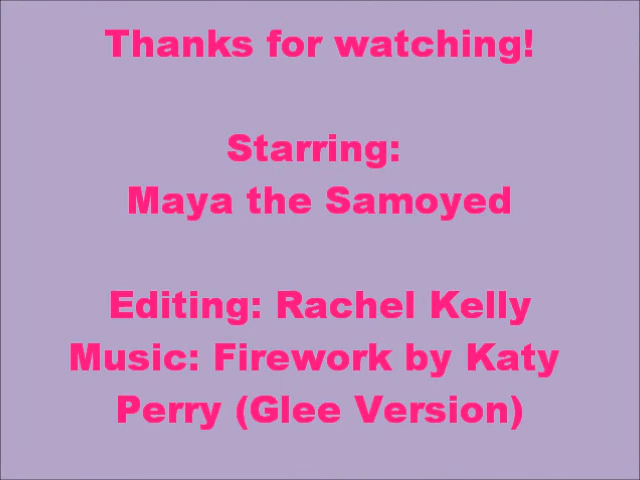 Thanks for watching!
Starring:
Maya the Samoyed
Editing: Rachel Kelly
Music: Firework by Katy
Perry (Glee Version)